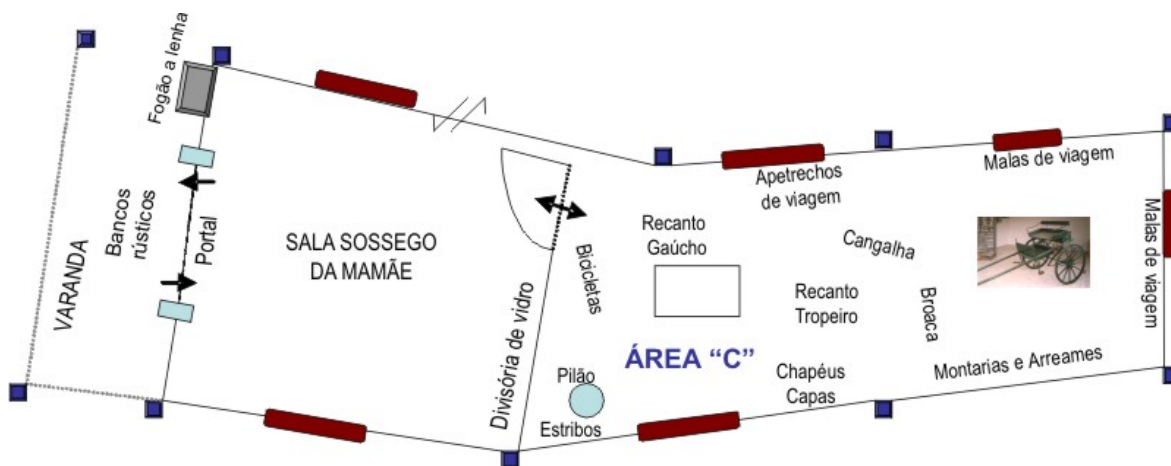 Fogão a lenha
VARANDA
Bancos
rústicos
Portal
SALA SOSSEGO
DA MAMÃE
Divisória de vidro
Bicicletas
Recanto
Gaúcho
Apetrechos
de viagem
Malas de viagem
Cangalha
Recanto
Tropeiro
Broaca
Malas de viagem
ÁREA “C”
Pilão
Estribos
Chapéus
Capas
Montarias e Arreames